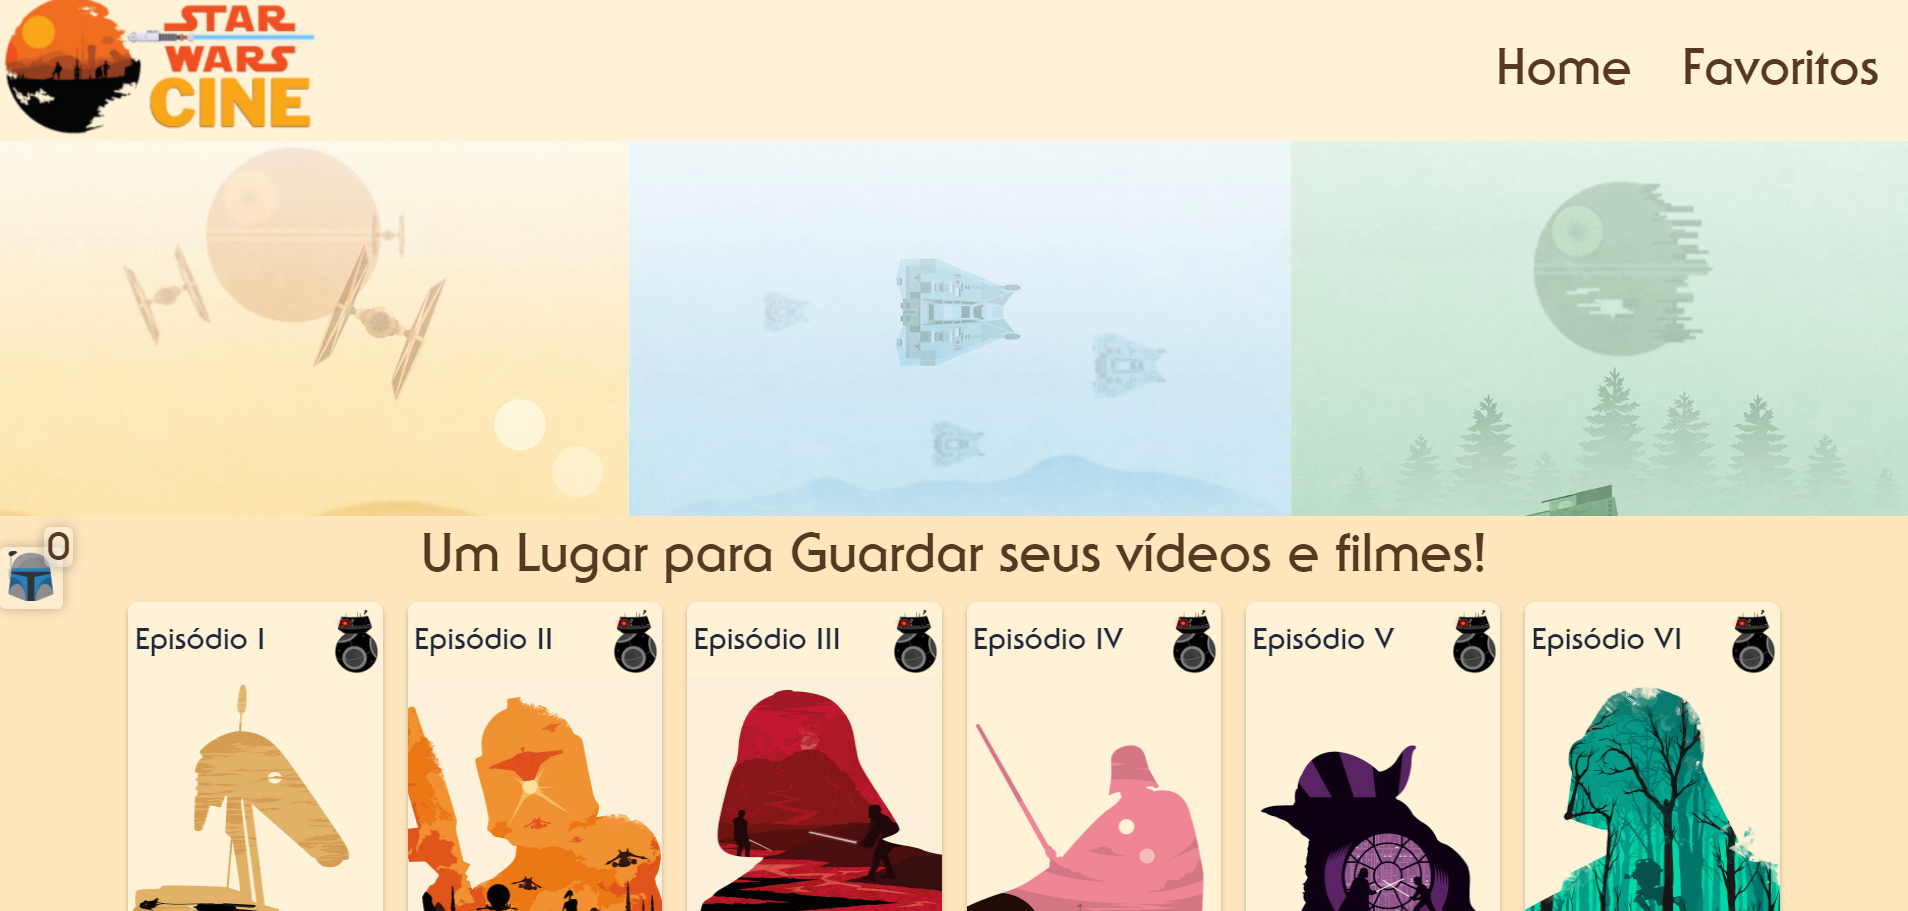 STAR
WARS
CINE
Home
Favoritos
0
Um Lugar para Guardar seus vídeos e filmes!
Episódio I
Episódio II
Episódio III
Episódio IV
Episódio V
Episódio VI